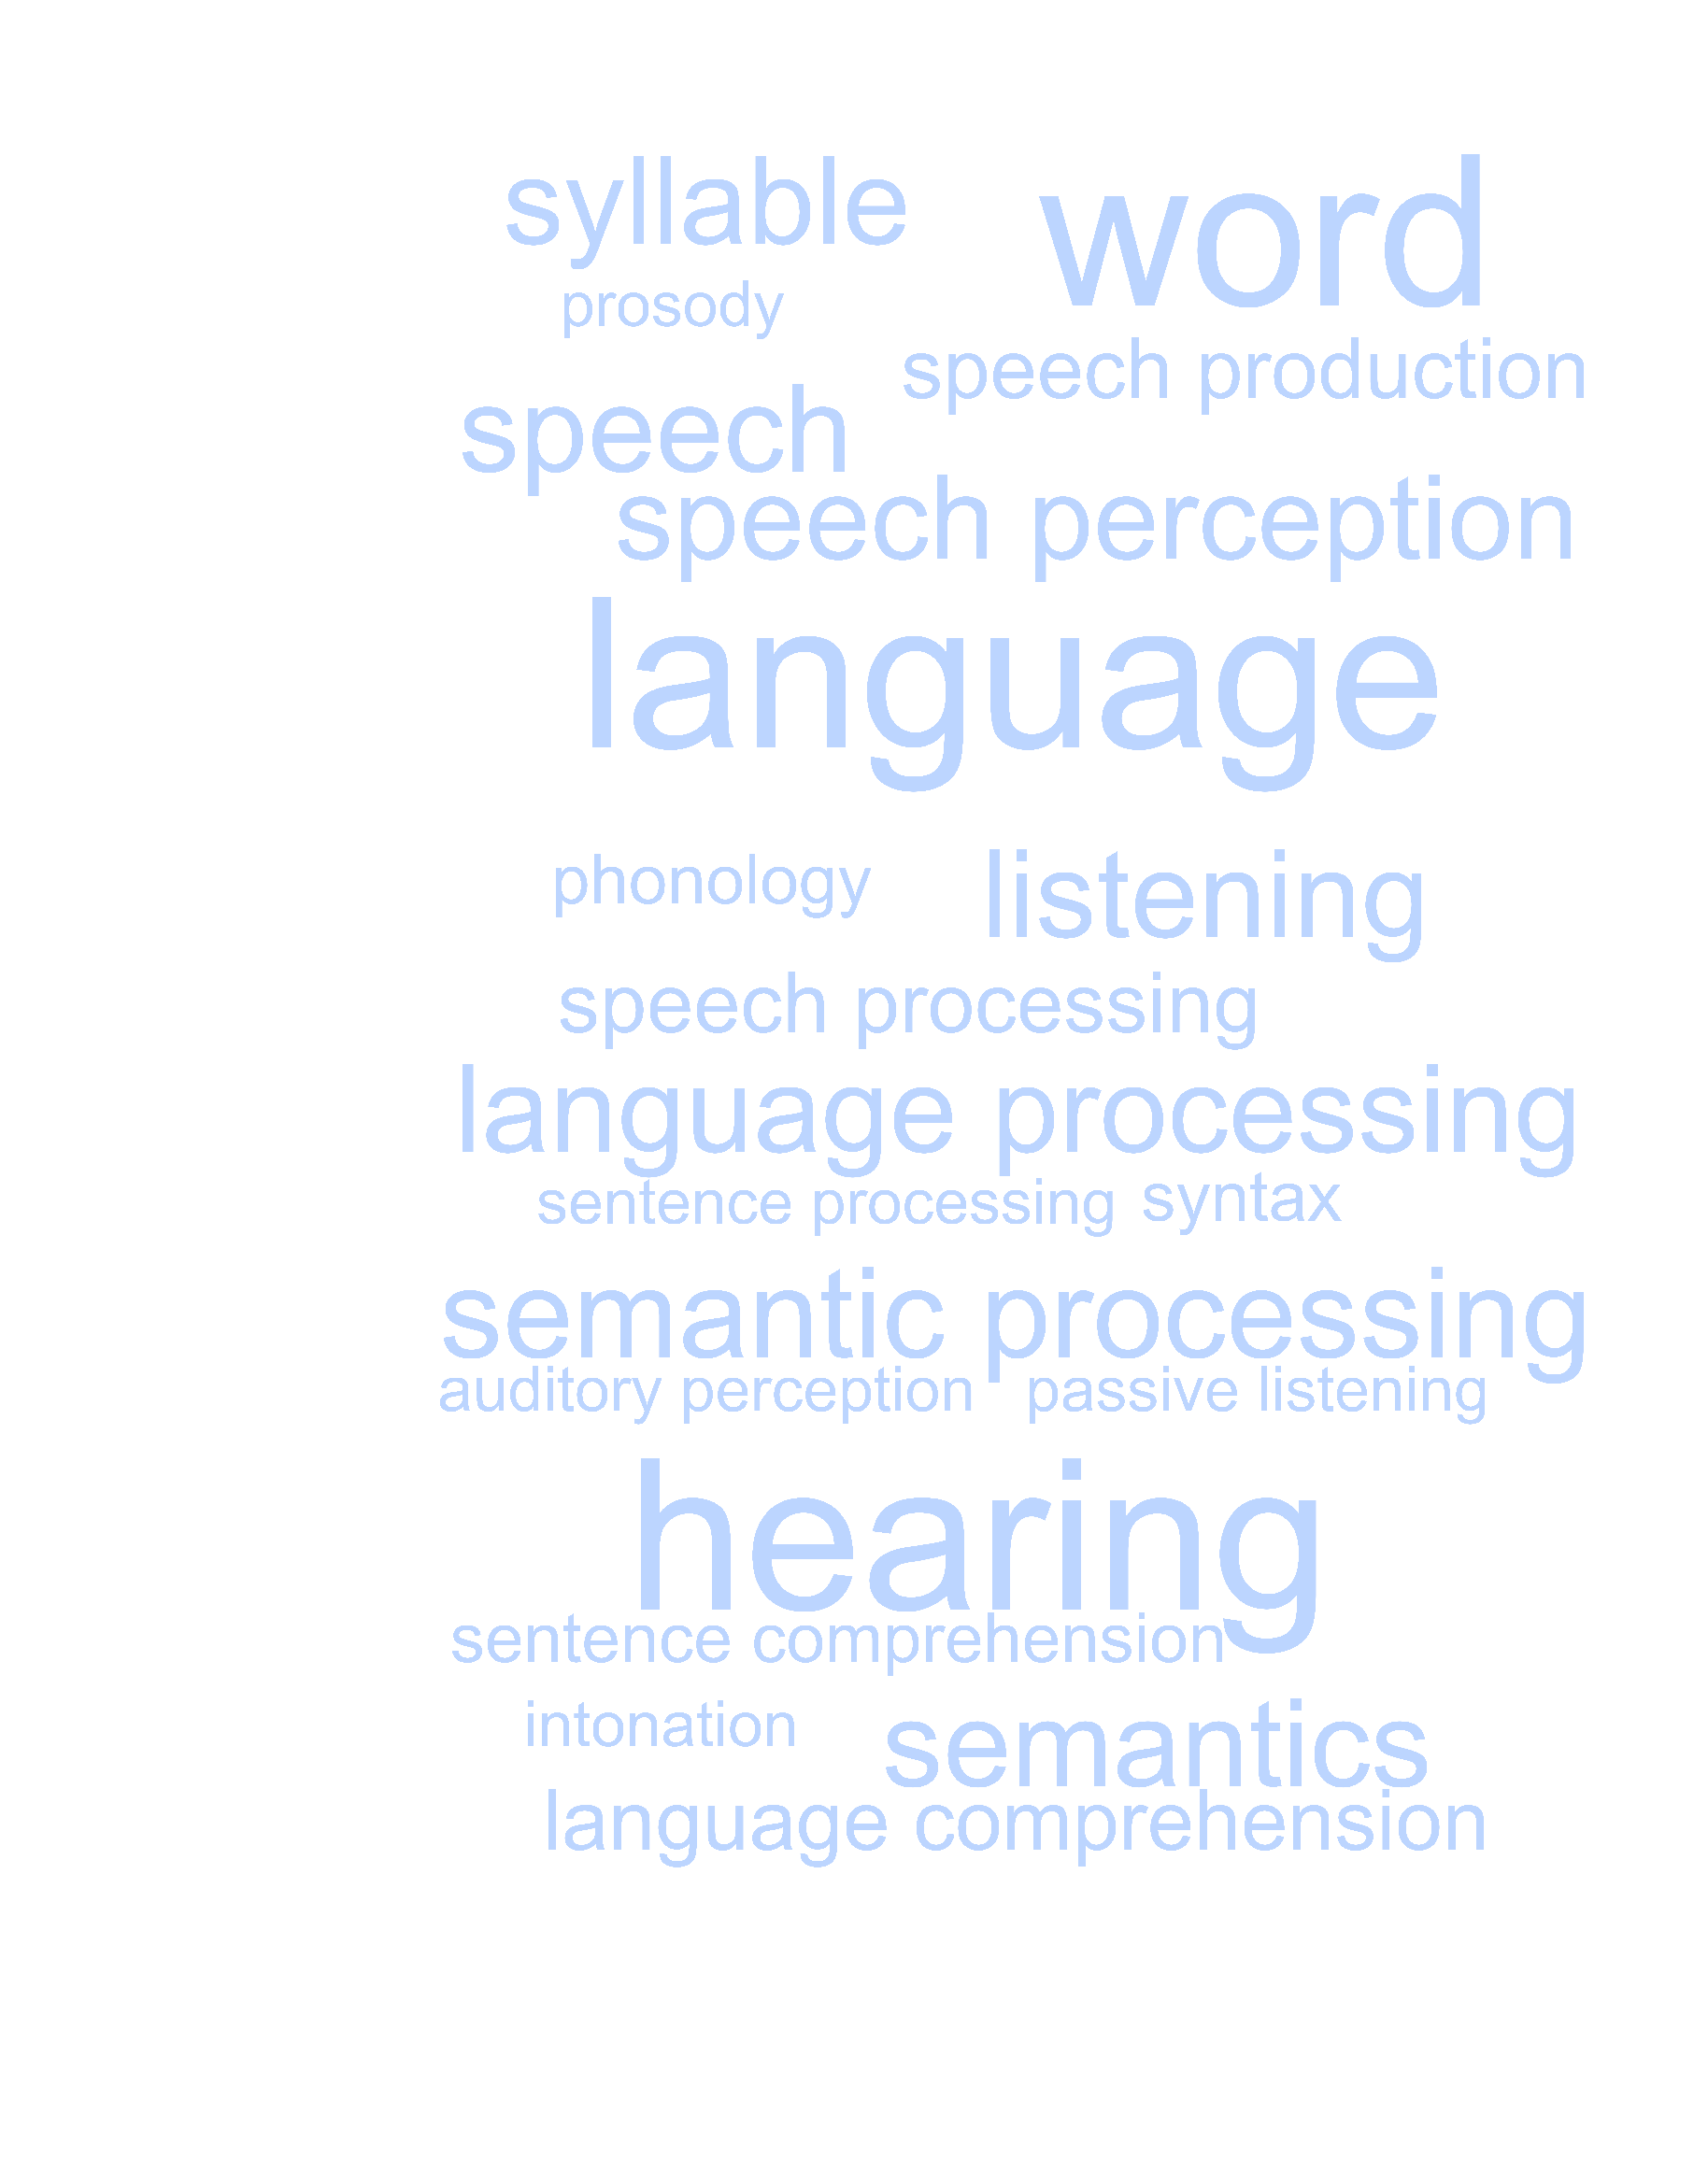 syllable word
prosody
speech production
speech
speech perception
language
phonology listening
speech processing
language processing
sentence processing syntax
semantic processing
auditory perception passive listening
hearing
sentence comprehension
intonation semantics
language comprehension